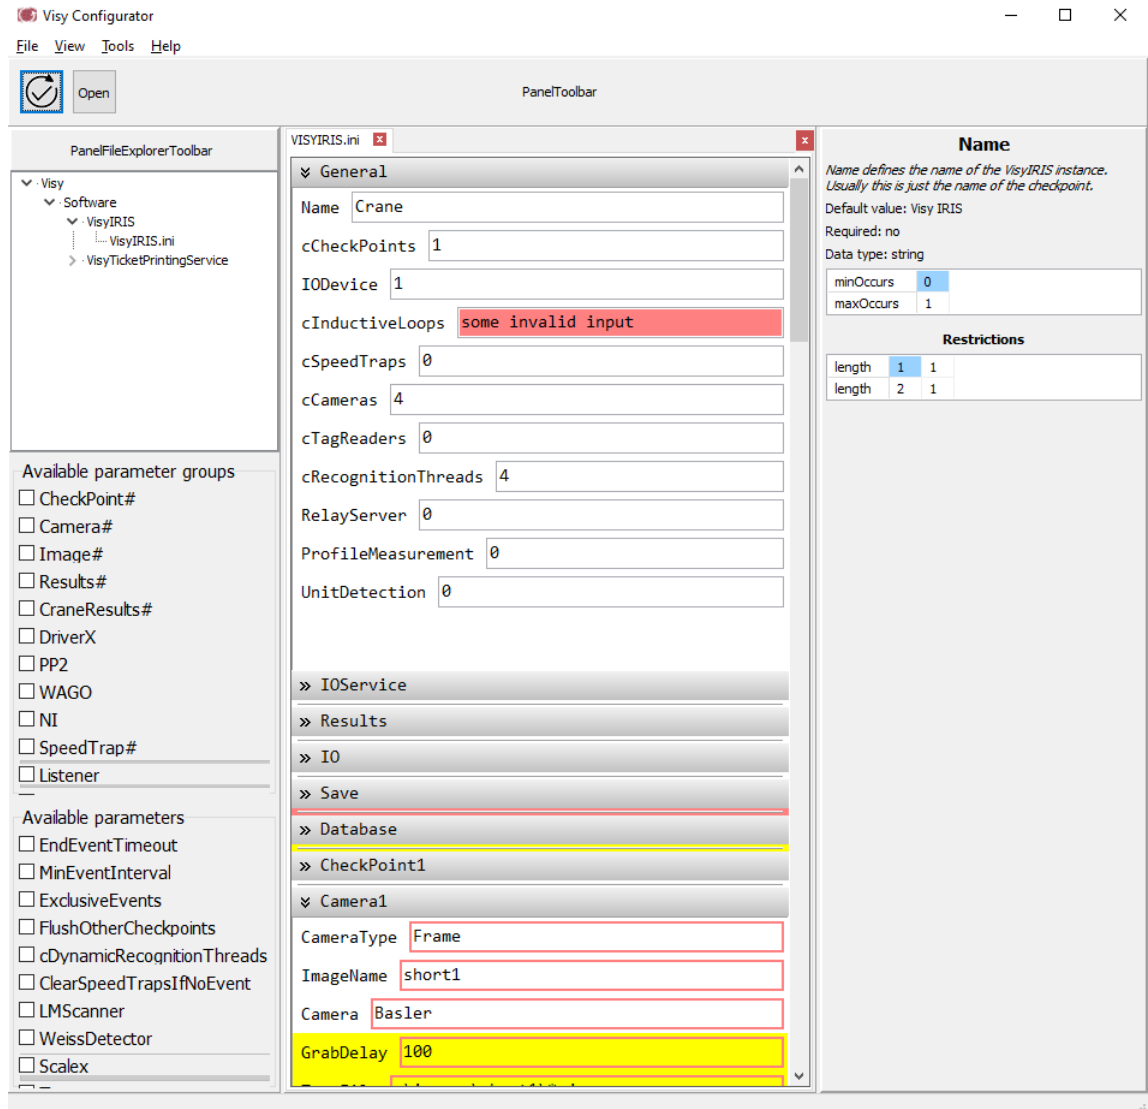 Visy Configurator
File View Tools Help
Open
PanelToolbar
PanelFileExplorerToolbar
Visy
Software
VisyIRIS
VisyIRIS.ini
VisyTicketPrintingService
Available parameter groups
CheckPoint#
Camera#
Image#
Results#
CraneResults#
DriverX
PP2
WAGO
NI
SpeedTrap#
Listener
Available parameters
EndEventTimeout
MinEventInterval
ExclusiveEvents
FlushOtherCheckpoints
cDynamicRecognitionThreads
ClearSpeedTrapsIfNoEvent
LMScanner
WeissDetector
Scalex
VISYIRIS.ini
General
Name Crane
cCheckPoints 1
IODevice 1
cInductiveLoops some invalid input
cSpeedTraps 0
cCameras 4
cTagReaders 0
cRecognitionThreads 4
RelayServer 0
ProfileMeasurement 0
UnitDetection 0
IOService
Results
IO
Save
Database
CheckPoint1
Camera1
CameraType Frame
ImageName short1
Camera Basler
GrabDelay 100
Name
Name defines the name of the VisyIRIS instance.
Usually this is just the name of the checkpoint.
Default value: Visy IRIS
Required: no
Data type: string
minOccurs 0
maxOccurs 1
Restrictions
length 1 1
length 2 1